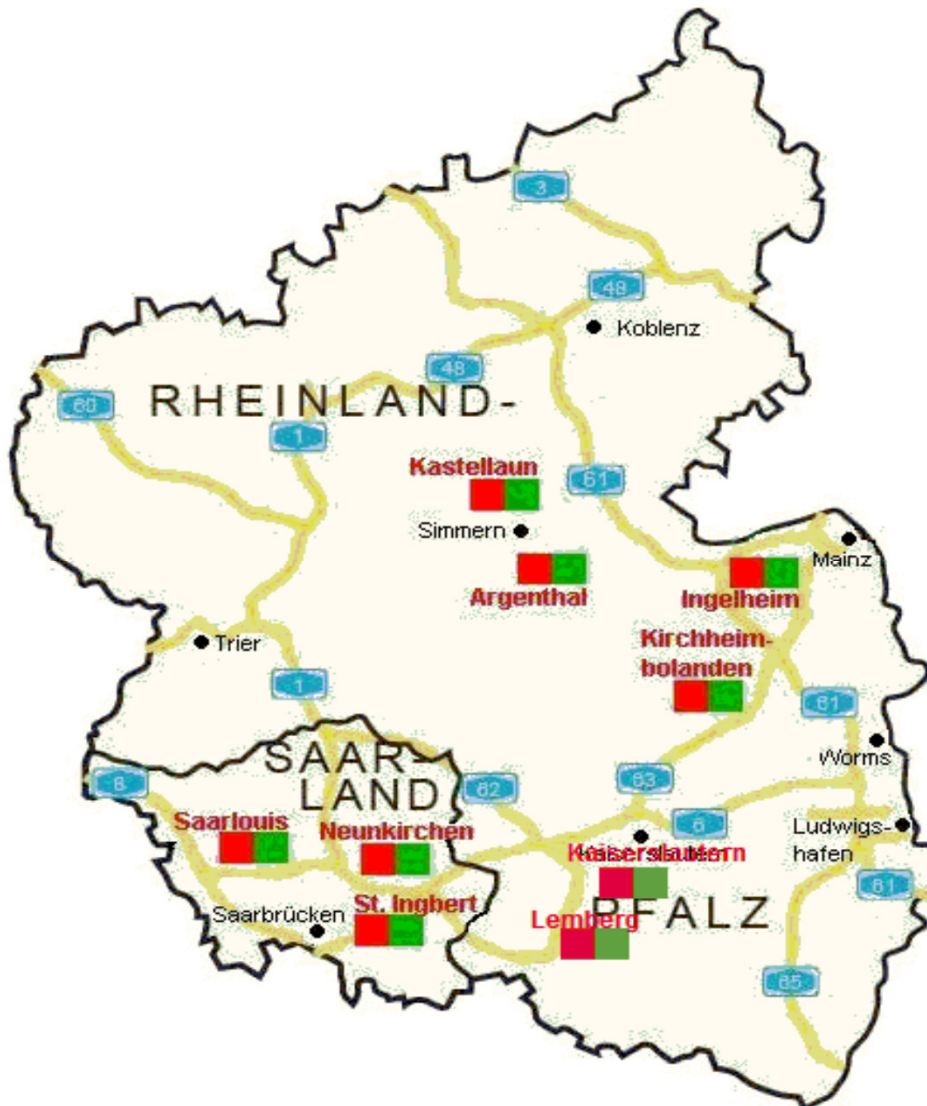 3
48
Koblenz
48
60
RHEINLAND-
1
Kastellaun
61
Simmern
Mainz
Argenthal
Ingelheim
Trier
Kirchheim-
bolanden
1
61
SAAR-
LAND
Worms
8
62
63
6
Saarlouis
Neunkirchen
Ludwigs-
hafen
Kaiserslautern
61
St. Ingbert
Saarbrücken
PFALZ
Lemberg
65